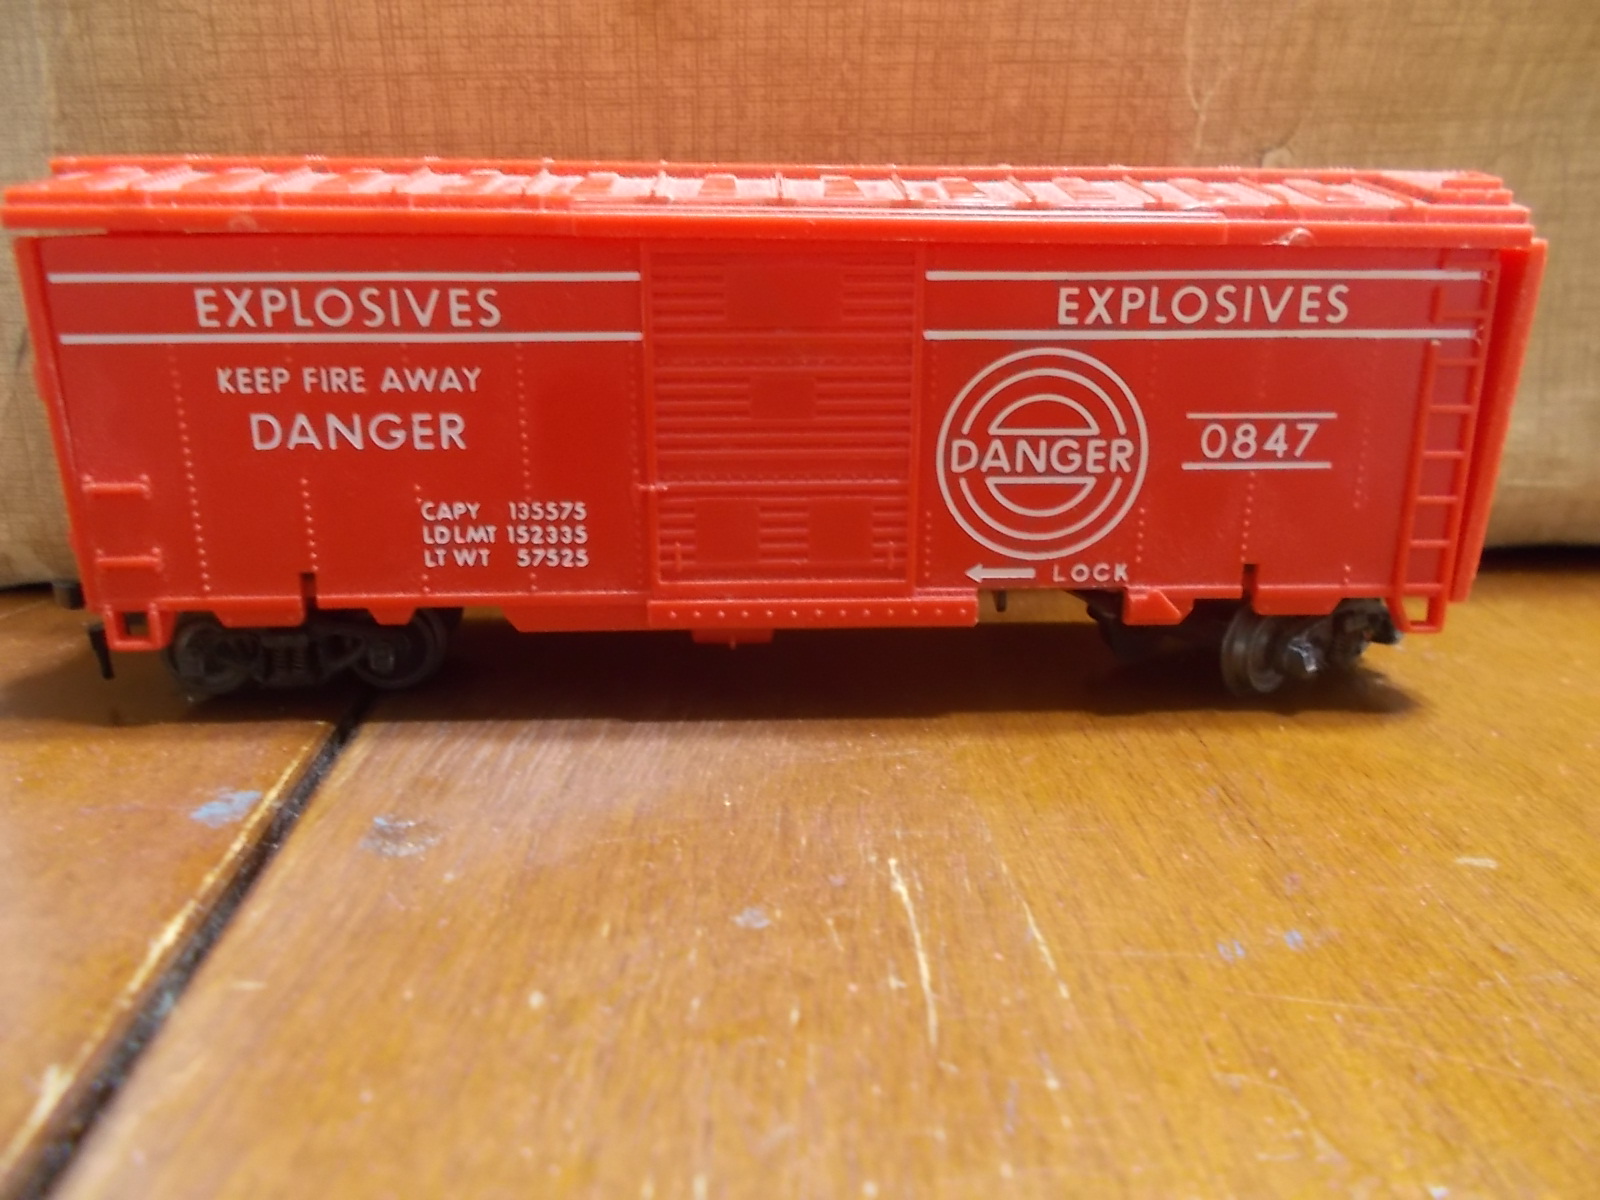 EXPLOSIVES
KEEP FIRE AWAY
DANGER
CAPY 135575
LD LMT 152335
LT WT 57525
EXPLOSIVES
DANGER
0847
LOCK